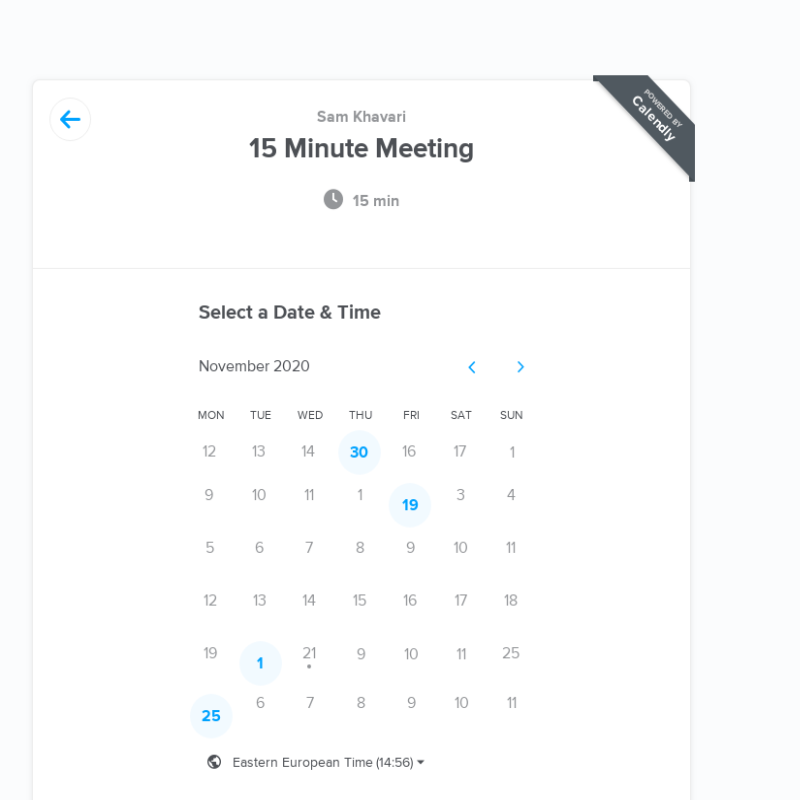 POWERED BY
Calendly
Sam Khavari
15 Minute Meeting
15 min
Select a Date & Time
November 2020
MON TUE WED THU FRI SAT SUN
12 13 14 30 16 17 1
9 10 11 1 19 3 4
5 6 7 8 9 10 11
12 13 14 15 16 17 18
19 1 21 9 10 11 25
25 6 7 8 9 10 11
Eastern European Time (14:56)